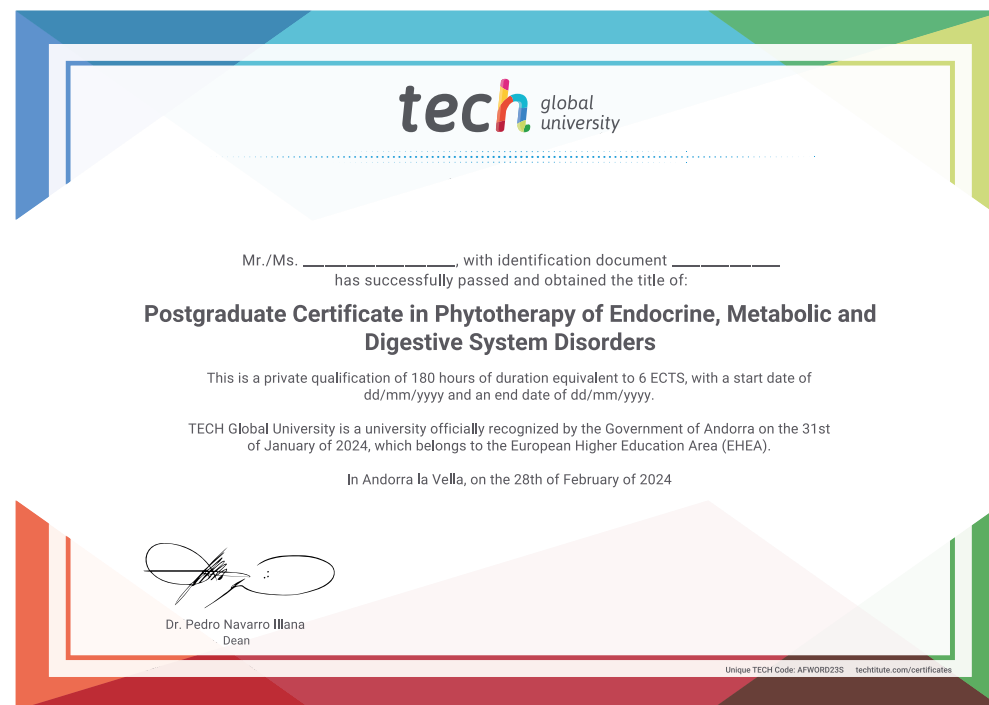 tech global university
Mr./Ms. ____________________, with identification document ______________
has successfully passed and obtained the title of:
Postgraduate Certificate in Phytotherapy of Endocrine, Metabolic and
Digestive System Disorders
This is a private qualification of 180 hours of duration equivalent to 6 ECTS, with a start date of
dd/mm/yyyy and an end date of dd/mm/yyyy.
TECH Global University is a university officially recognized by the Government of Andorra on the 31st
of January of 2024, which belongs to the European Higher Education Area (EHEA).
In Andorra la Vella, on the 28th of February of 2024
Dr. Pedro Navarro Illana
Dean
Unique TECH Code: AFWORD23S techtitute.com/certificates